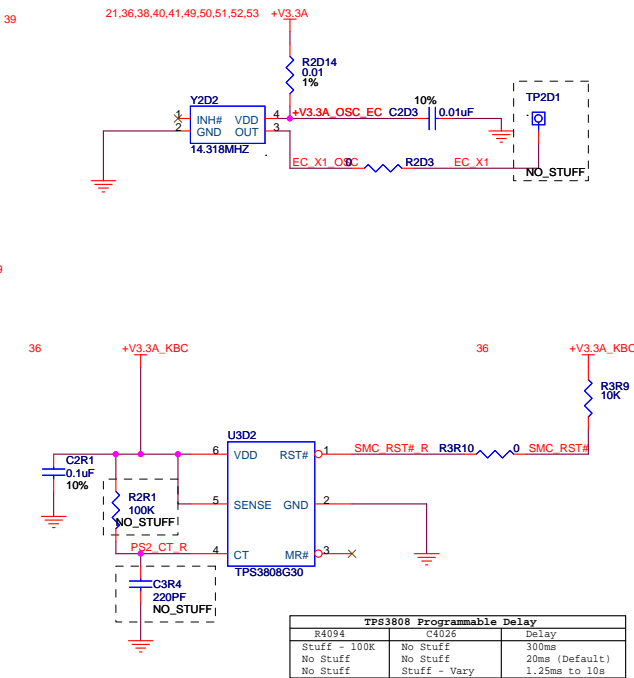 39
21,36,38,40,41,49,50,51,52,53 +V3.3A
R2D14
0.01
1%
Y2D2
1 INH# VDD 4
2 GND OUT 3
14.318MHZ
+V3.3A_OSC_EC C2D3 10% 0.01uF
TP2D1
NO_STUFF
EC_X1_OSC 0 R2D3 EC_X1
9
36 +V3.3A_KBC
36 +V3.3A_KBC
R3R9
10K
U3D2
6 VDD RST# 1
5 SENSE GND 2
4 CT MR# 3
TPS3808G30
SMC_RST#_R R3R10 0 SMC_RST#
C2R1
0.1uF
10%
R2R1
100K
NO_STUFF
PS2_CT_R
C3R4
220PF
NO_STUFF
TPS3808 Programmable Delay
R4094 C4026 Delay
Stuff - 100K No Stuff 300ms
No Stuff No Stuff 20ms (Default)
No Stuff Stuff - Vary 1.25ms to 10s